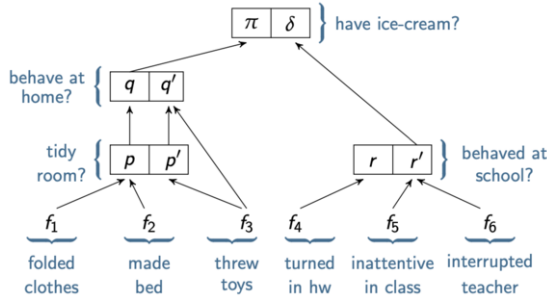 π δ } have ice-cream?
behave at
home? { q q′
tidy
room? { p p′
r r′ } behaved at
school?
f₁ f₂ f₃ f₄ f₅ f₆
folded
clothes
made
bed
threw
toys
turned
in hw
inattentive
in class
interrupted
teacher